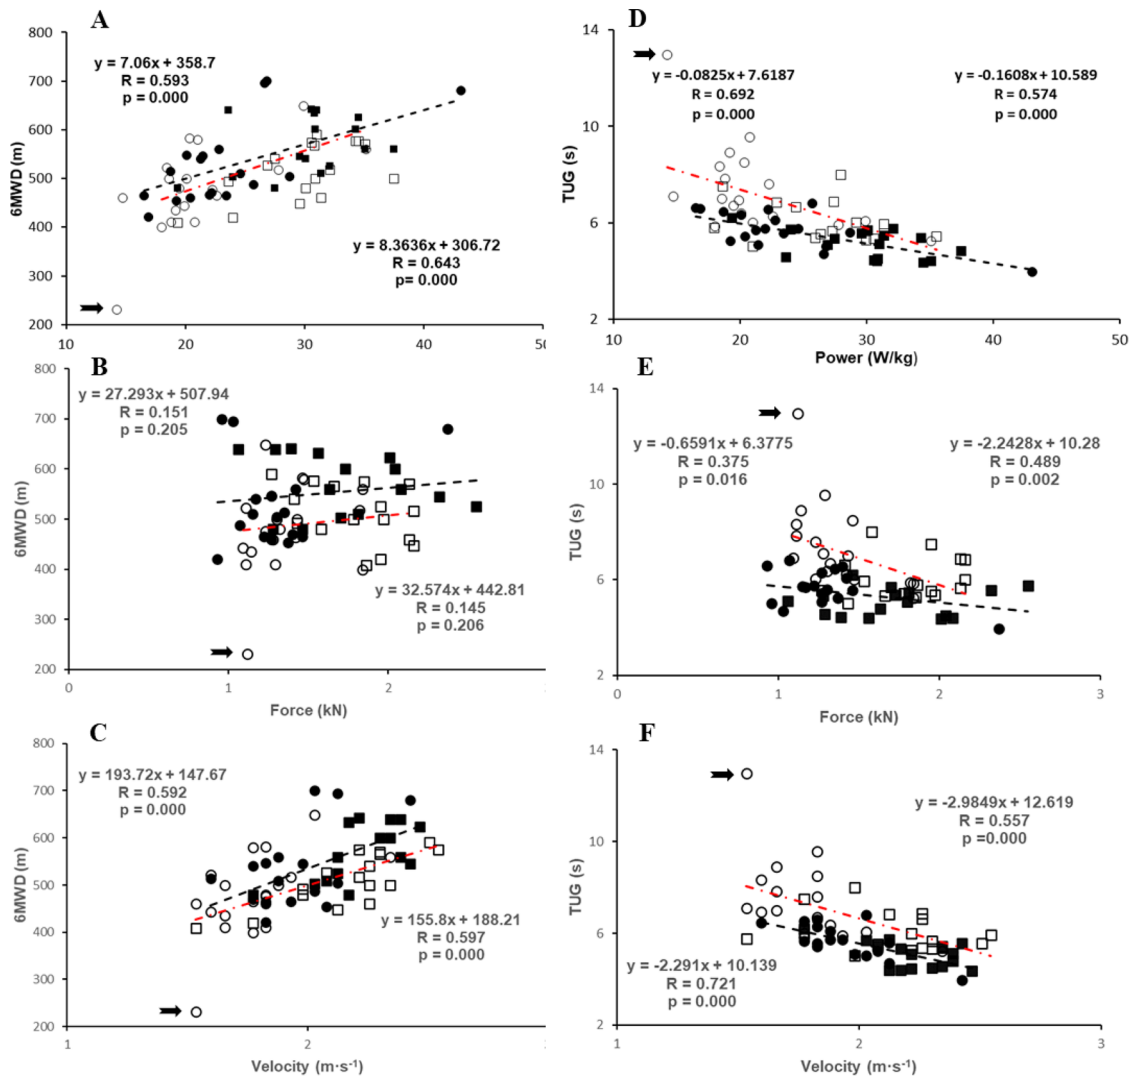 A
800
700
600
500
400
300
200
6MWD (m)
y = 7.06x + 358.7
R = 0.593
p = 0.000
8.3636x + 306.72
R = 0.643
p= 0.000
10
20
30
40
D
14
10
6
2
TUG (s)
y = -0.0825x + 7.6187
R = 0.692
p = 0.000
-0.1608x + 10.589
R = 0.574
p = 0.000
10
20
30
40
50
Power (W/kg)
B
800
700
600
500
400
300
200
6MWD (m)
y = 27.293x + 507.94
R = 0.151
p = 0.205
32.574x + 442.81
R = 0.145
p = 0.206
0
1
2
Force (kN)
E
14
10
6
2
TUG (s)
y = -0.6591x + 6.3775
R = 0.375
p = 0.016
y = -2.2428x + 10.28
R = 0.489
p = 0.002
0
1
2
3
Force (kN)
C
800
700
600
500
400
300
200
6MWD (m)
y = 193.72x + 147.67
R = 0.592
p = 0.000
155.8x + 188.21
R = 0.597
p = 0.000
1
2
Velocity (m·s⁻¹)
F
14
10
6
2
TUG (s)
y = -2.9849x + 12.619
R = 0.557
p =0.000
y = -2.291x + 10.139
R = 0.721
p = 0.000
1
2
3
Velocity (m·s⁻¹)